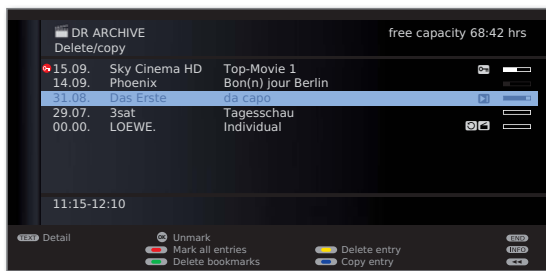 DR ARCHIVE free capacity 68:42 hrs
Delete/copy
15.09. Sky Cinema HD Top-Movie 1
14.09. Phoenix Bon(n) jour Berlin
31.08. Das Erste da capo
29.07. 3sat Tagesschau
00.00. LOEWE. Individual
11:15-12:10
TEXT Detail OK Unmark END
Mark all entries Delete entry INFO
Delete bookmarks Copy entry